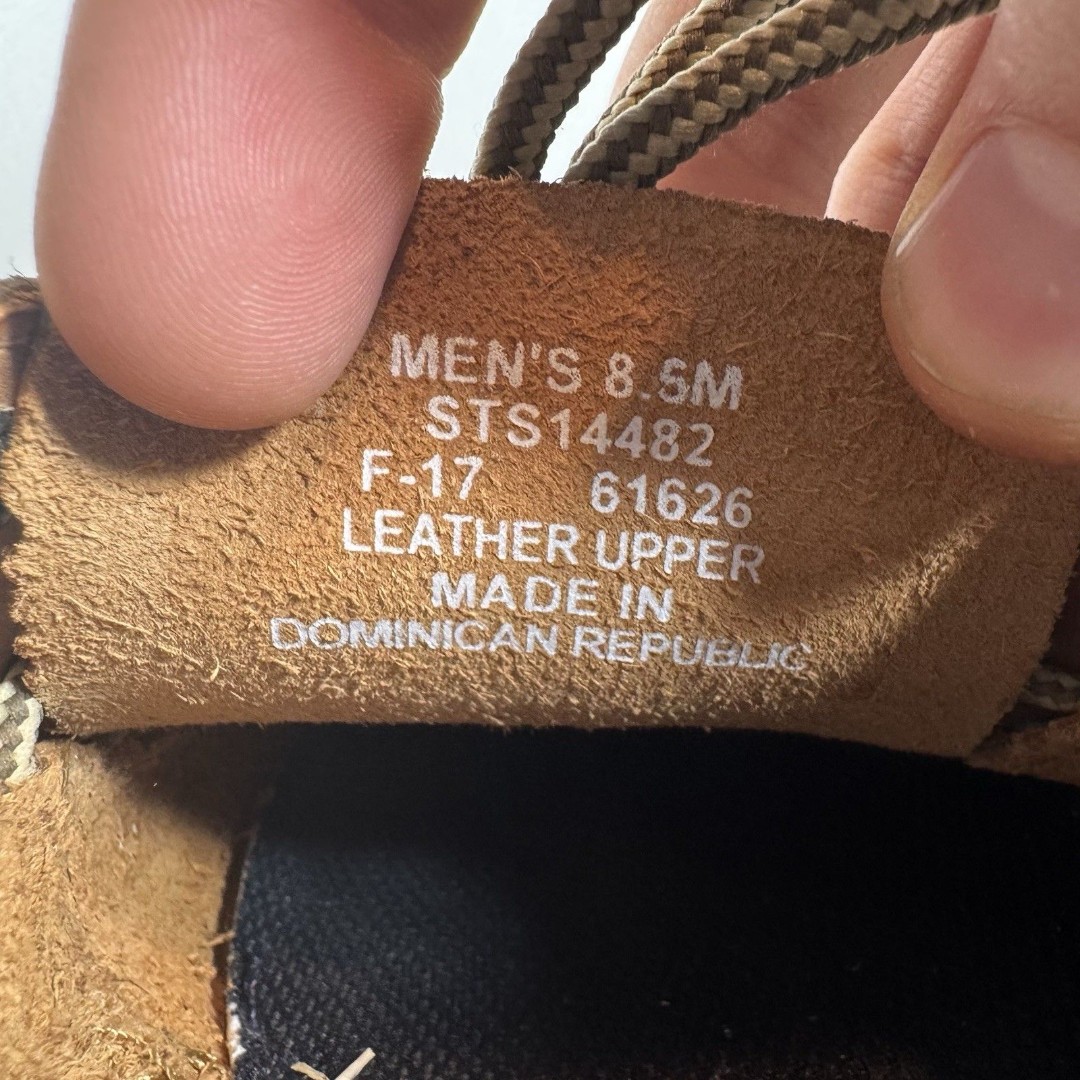 MEN'S 8.5M
STS14482
F-17 61626
LEATHER UPPER
MADE IN
DOMINICAN REPUBLIC